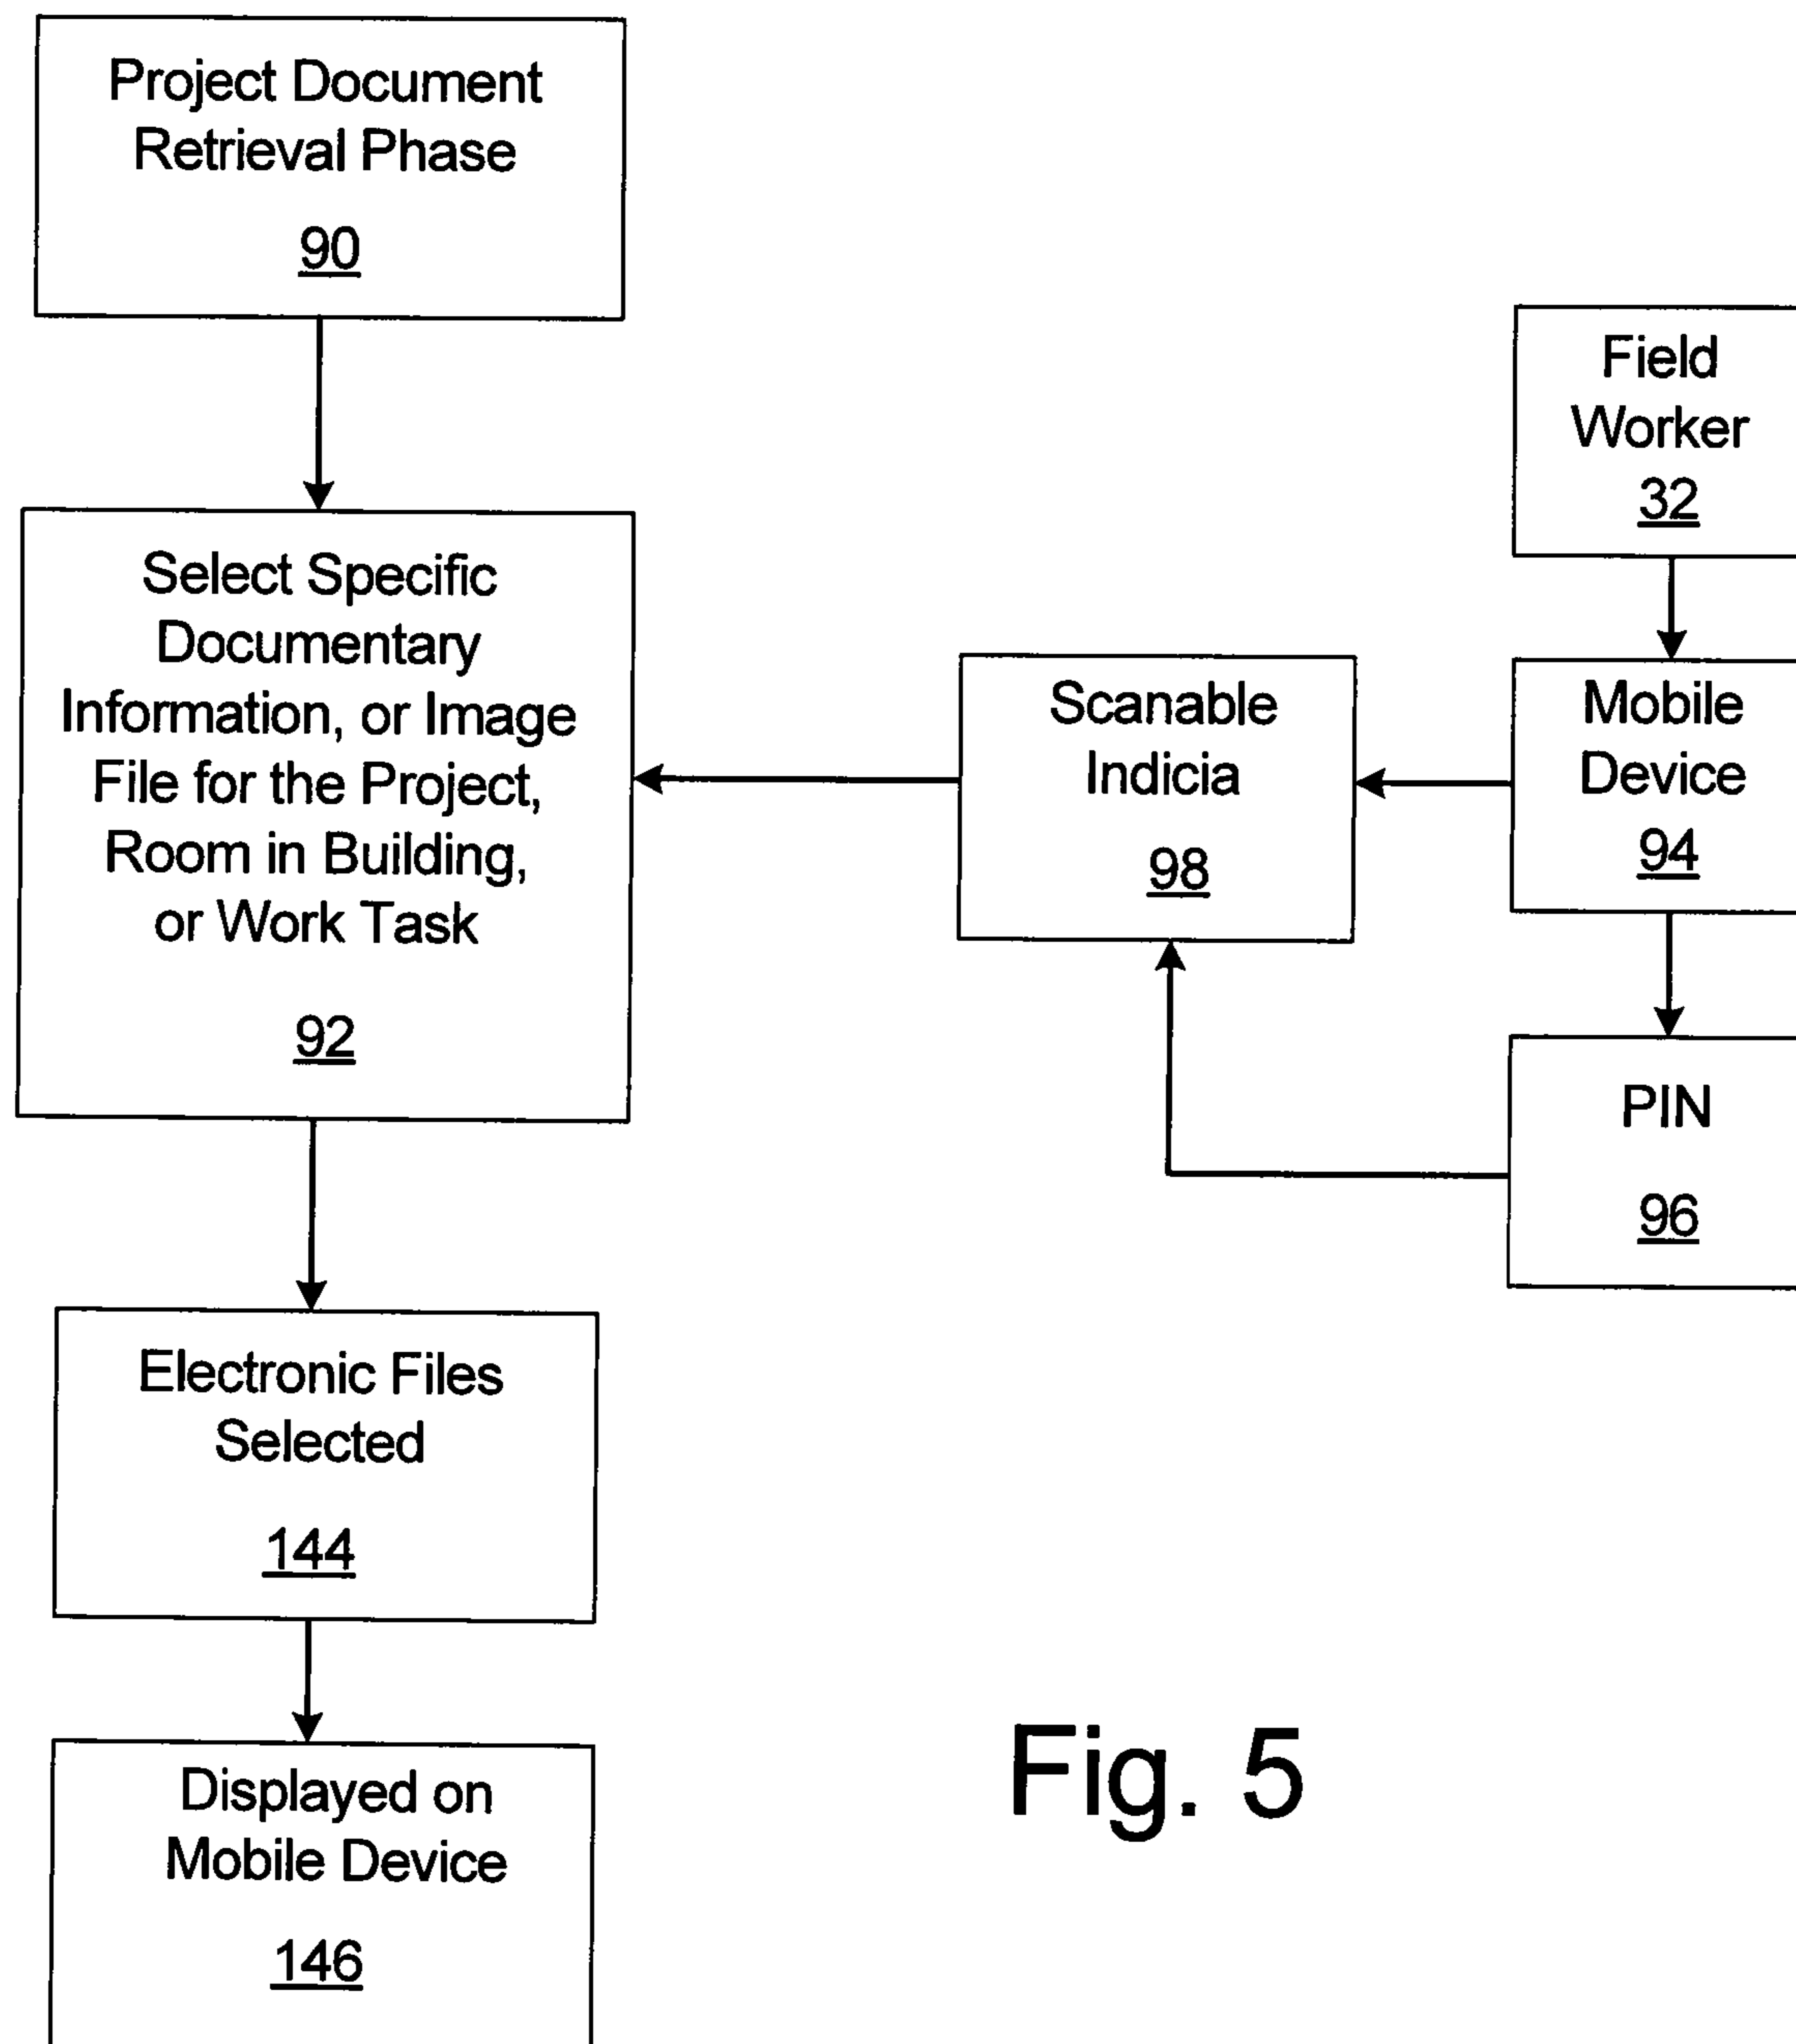 Project Document
Retrieval Phase
90
Select Specific
Documentary
Information, or Image
File for the Project,
Room in Building,
or Work Task
92
Electronic Files
Selected
144
Displayed on
Mobile Device
146
Scanable
Indicia
98
Field
Worker
32
Mobile
Device
94
PIN
96
Fig. 5